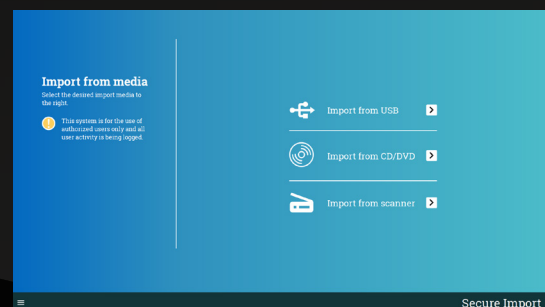 Import from media
Select the desired import media to
the right.
This system is for the use of
authorized users only and all
user activity is being logged.
Import from USB
Import from CD/DVD
Import from scanner
Secure Import